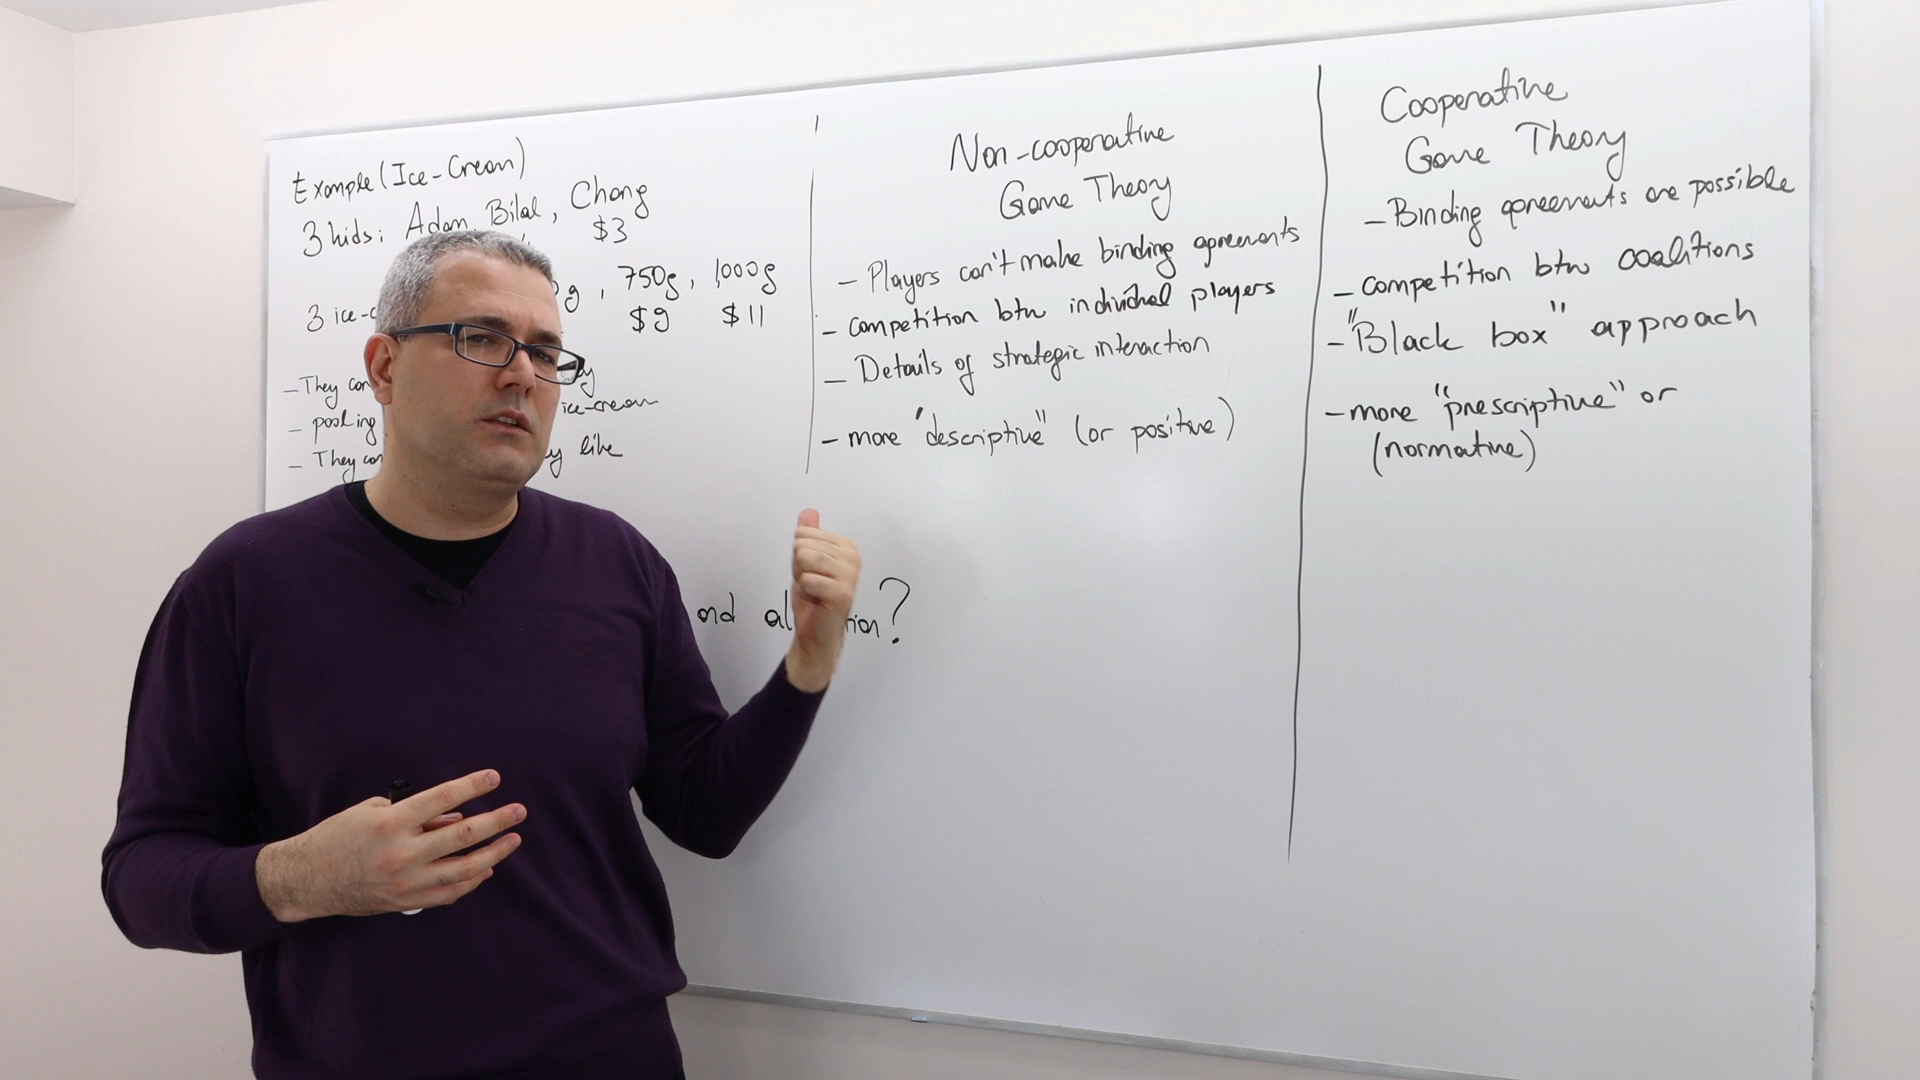 Example (Ice-Cream)
3 kids: Adam, Bilal, Chang
$3
3 ice-c g, 750g, 1000g
$9 $11
- They can
- pooling ice-cream
- They can like
and al tion?
Non-cooperative
Game Theory
- Players can't make binding agreements
- competition btw individual players
- Details of strategic interaction
- more "descriptive" (or positive)
Cooperative
Game Theory
- Binding agreements are possible
- competition btw coalitions
- "Black box" approach
- more "prescriptive" or
(normative)